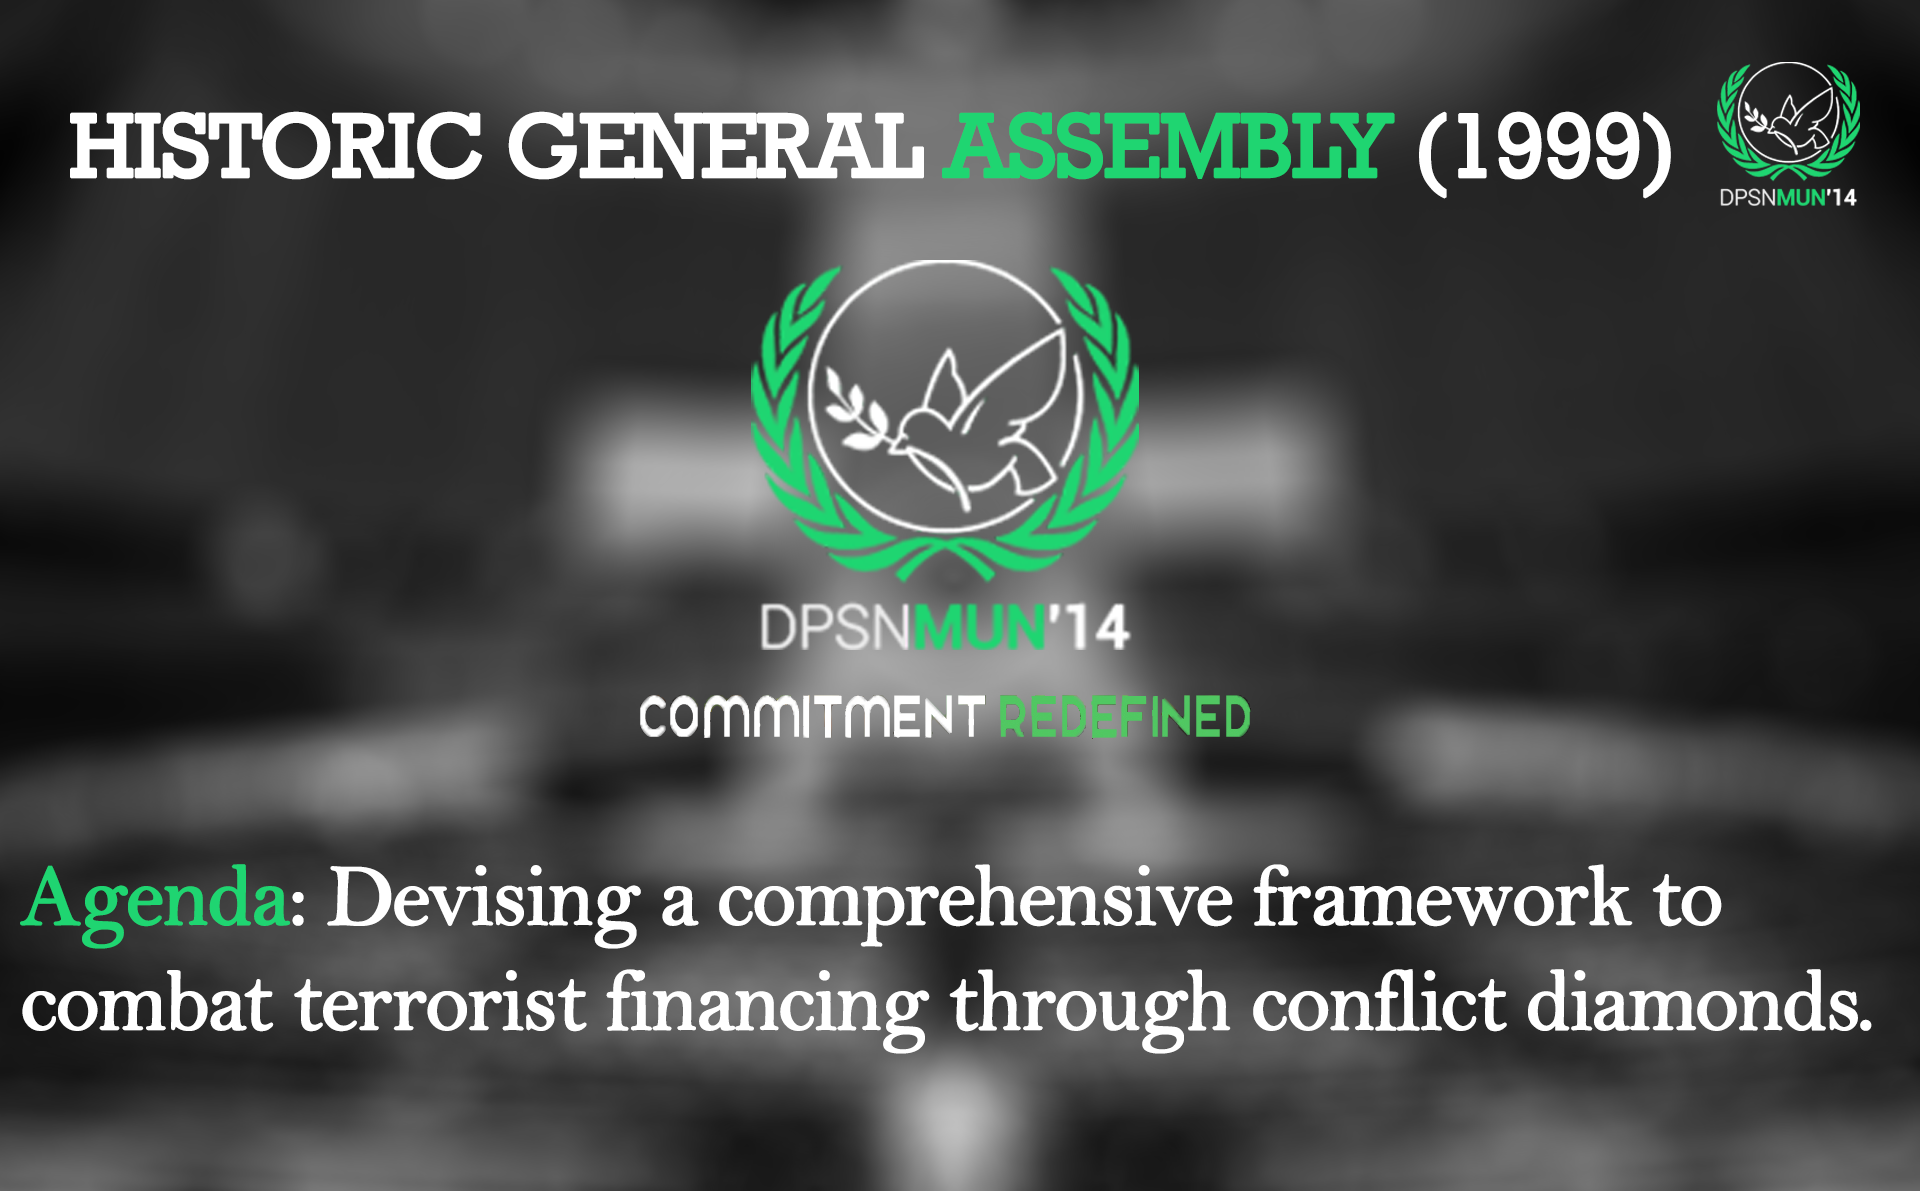 HISTORIC GENERAL ASSEMBLY (1999)
DPSNMUN'14
DPSNMUN'14
COMMITMENT REDEFINED
Agenda: Devising a comprehensive framework to
combat terrorist financing through conflict diamonds.